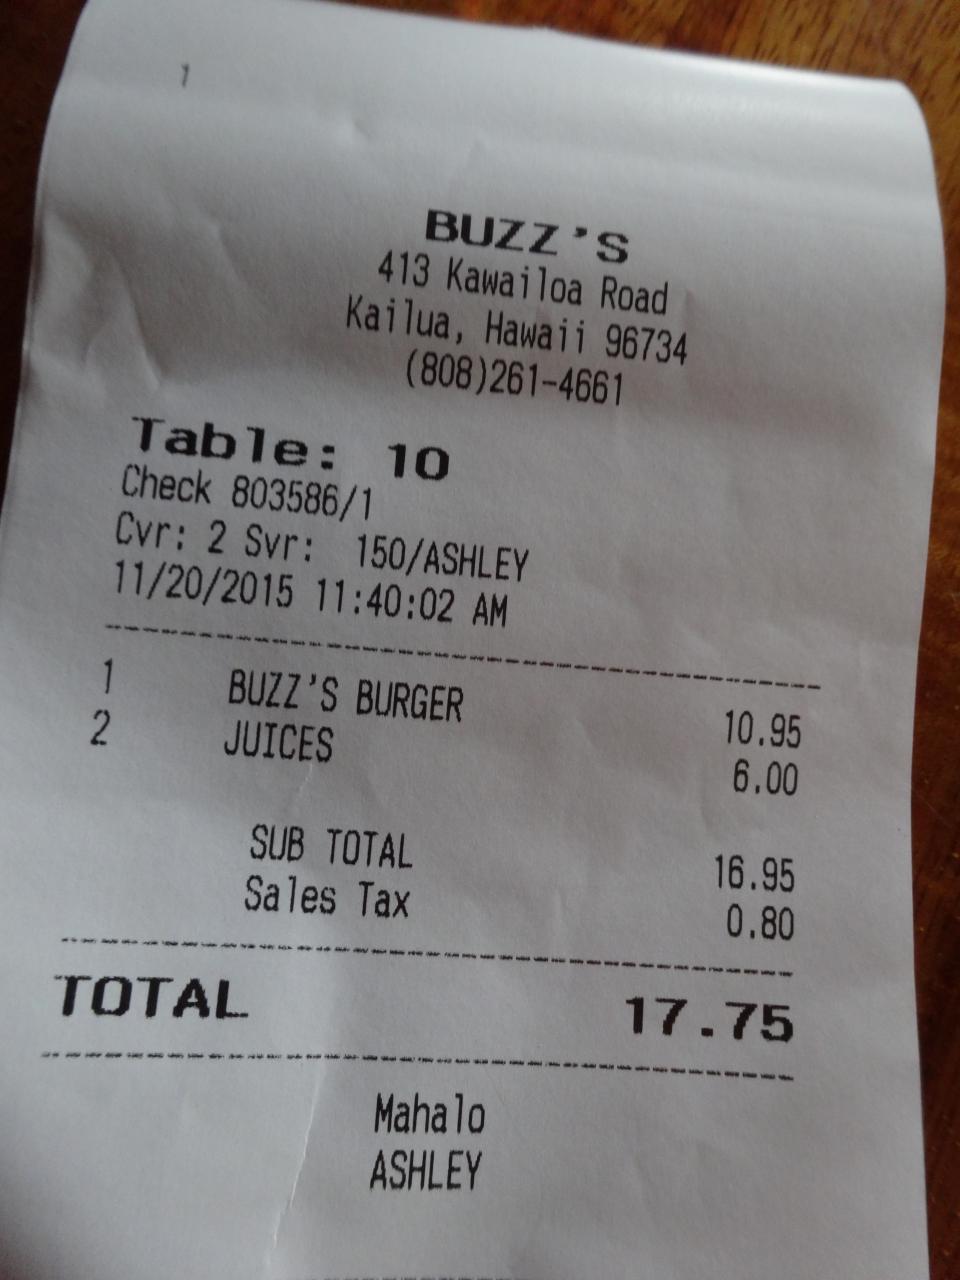 1
BUZZ'S
413 Kawailoa Road
Kailua, Hawaii 96734
(808)261-4661
Table: 10
Check 803586/1
Cvr: 2 Svr: 150/ASHLEY
11/20/2015 11:40:02 AM
1 BUZZ'S BURGER 10.95
2 JUICES 6.00
SUB TOTAL 16.95
Sales Tax 0.80
TOTAL 17.75
Mahalo
ASHLEY